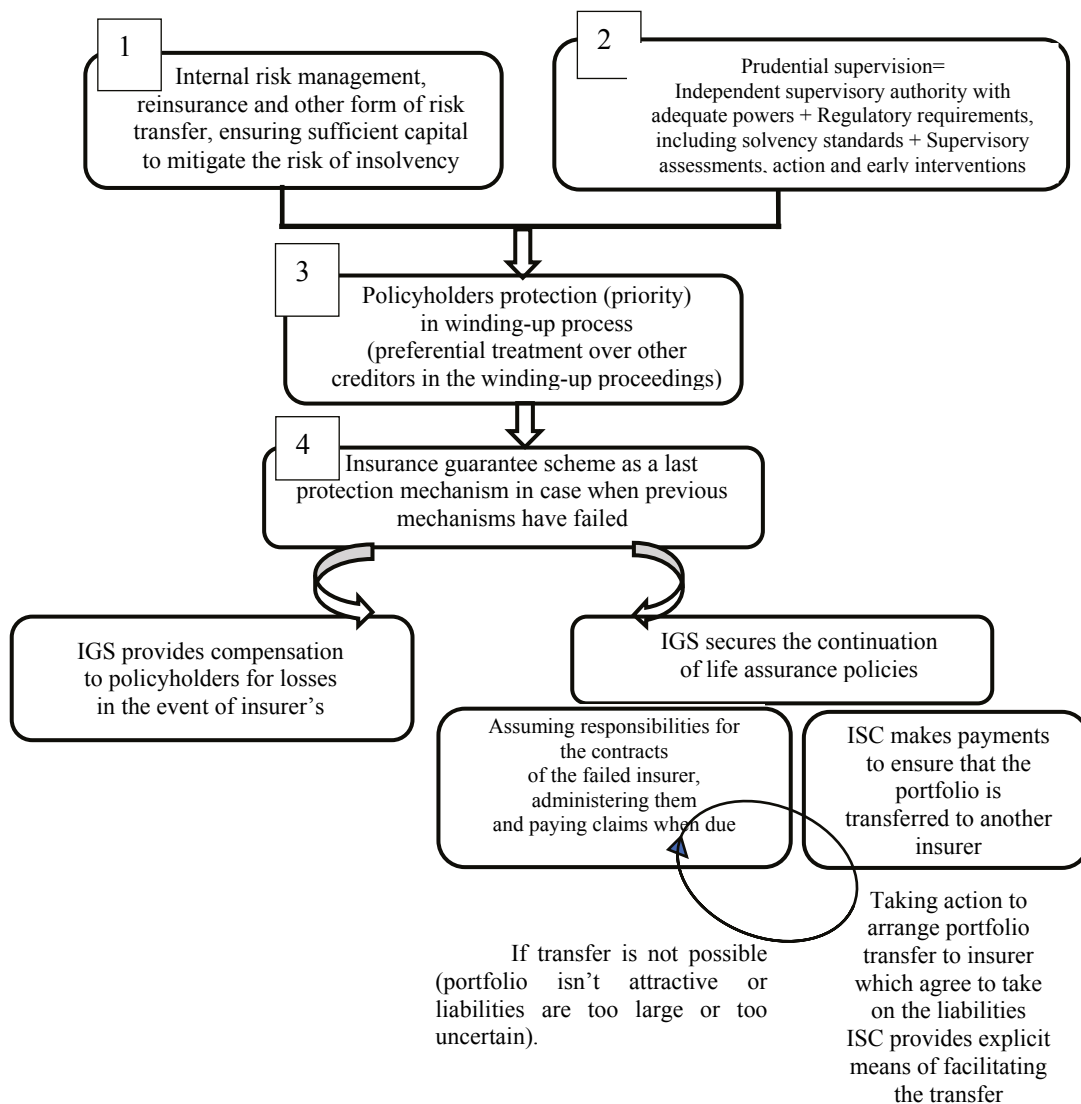 1
Internal risk management,
reinsurance and other form of risk
transfer, ensuring sufficient capital
to mitigate the risk of insolvency
2
Prudential supervision=
Independent supervisory authority with
adequate powers + Regulatory requirements,
including solvency standards + Supervisory
assessments, action and early interventions
3
Policyholders protection (priority)
in winding-up process
(preferential treatment over other
creditors in the winding-up proceedings)
4
Insurance guarantee scheme as a last
protection mechanism in case when previous
mechanisms have failed
IGS provides compensation
to policyholders for losses
in the event of insurer’s
IGS secures the continuation
of life assurance policies
Assuming responsibilities for
the contracts
of the failed insurer,
administering them
and paying claims when due
ISC makes payments
to ensure that the
portfolio is
transferred to another
insurer
If transfer is not possible
(portfolio isn’t attractive or
liabilities are too large or too
uncertain).
Taking action to
arrange portfolio
transfer to insurer
which agree to take
on the liabilities
ISC provides explicit
means of facilitating
the transfer